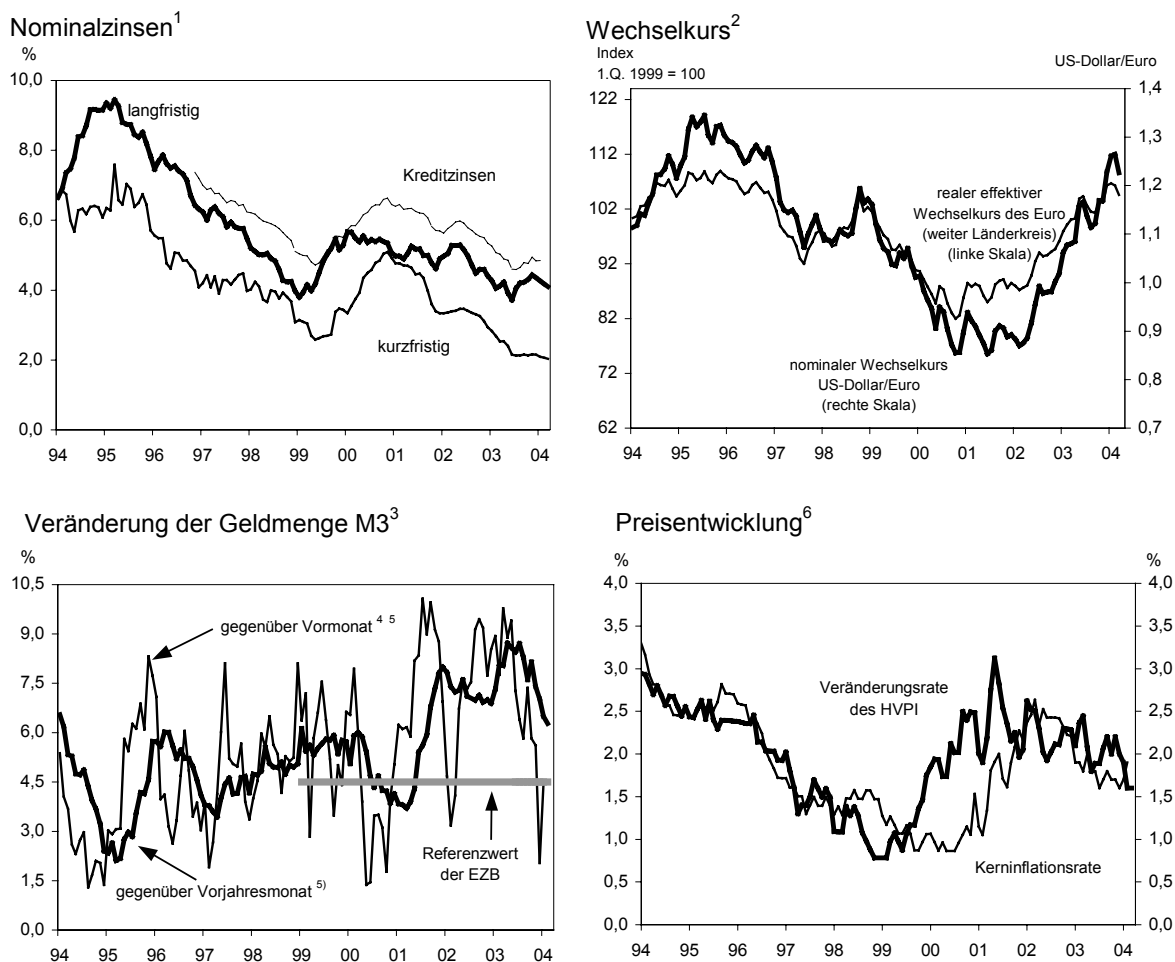 Nominalzinsen1
%
10,0
8,0
6,0
4,0
2,0
0,0
langfristig
Kreditzinsen
kurzfristig
94 95 96 97 98 99 00 01 02 03 04
Wechselkurs2
Index
1.Q. 1999 = 100
US-Dollar/Euro
122
112
102
92
82
72
62
1,4
1,3
1,2
1,1
1,0
0,9
0,8
0,7
realer effektiver
Wechselkurs des Euro
(weiter Länderkreis)
(linke Skala)
nominaler Wechselkurs
US-Dollar/Euro
(rechte Skala)
94 95 96 97 98 99 00 01 02 03 04
Veränderung der Geldmenge M3³
%
10,5
9,0
7,5
6,0
4,5
3,0
1,5
0,0
gegenüber Vormonat 4 5
Referenzwert
der EZB
gegenüber Vorjahresmonat 5)
94 95 96 97 98 99 00 01 02 03 04
Preisentwicklung6
%
%
4,0
3,5
3,0
2,5
2,0
1,5
1,0
0,5
0,0
4,0
3,5
3,0
2,5
2,0
1,5
1,0
0,5
0,0
Veränderungsrate
des HVPI
Kerninflationsrate
94 95 96 97 98 99 00 01 02 03 04